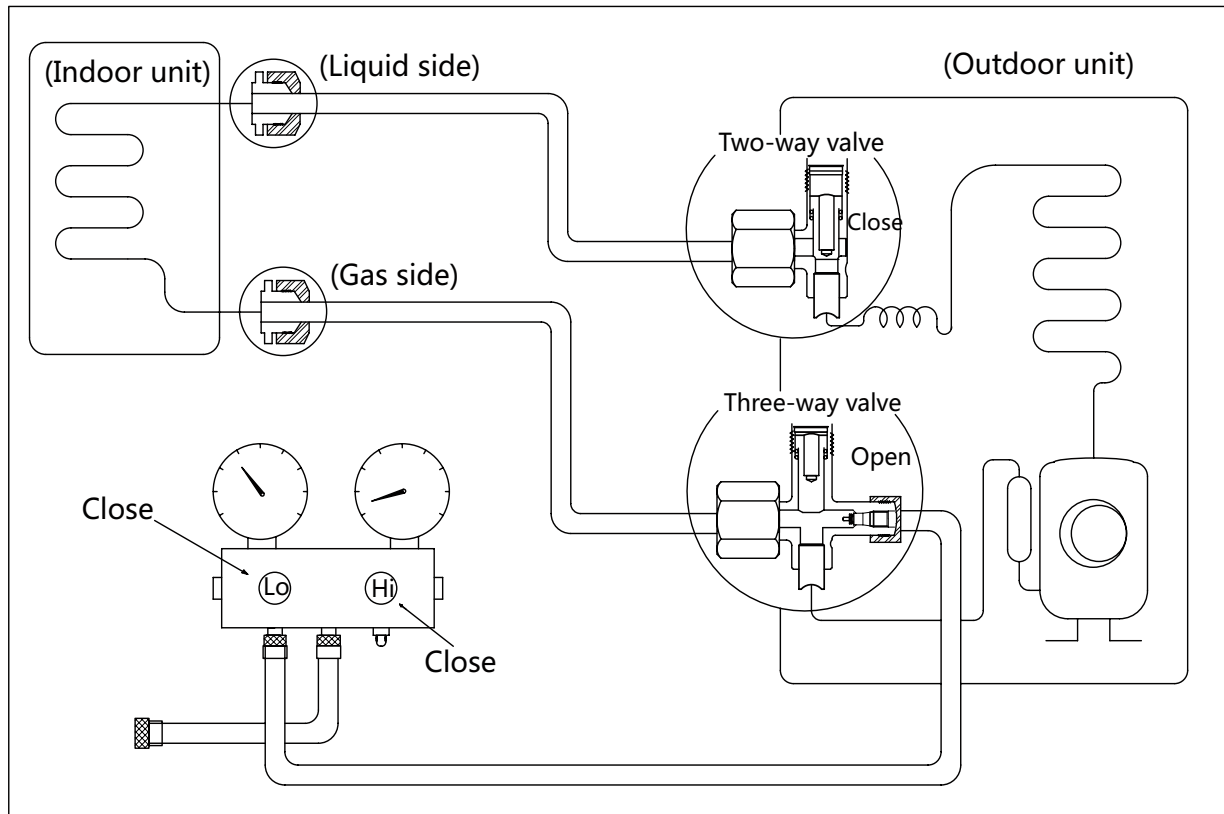 (Indoor unit)
(Liquid side)
(Outdoor unit)
Two-way valve
Close
(Gas side)
Three-way valve
Open
Close
Lo
Hi
Close